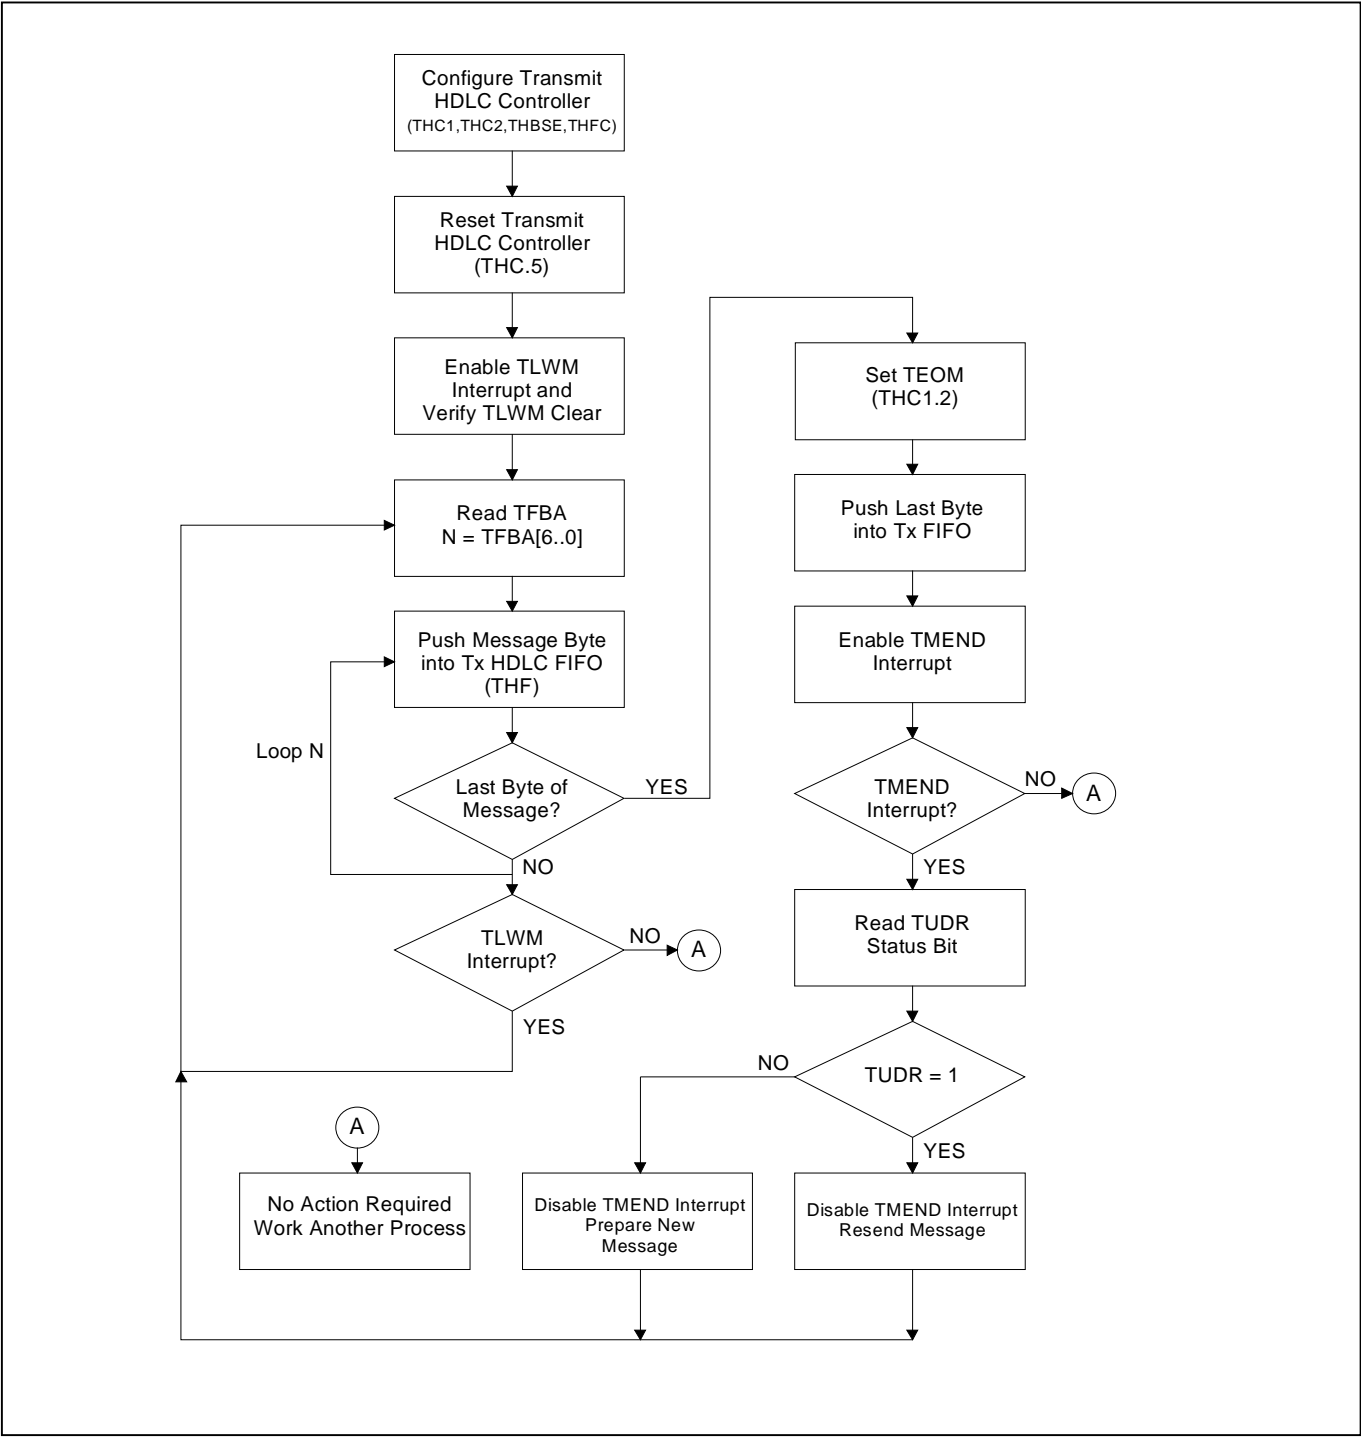 Configure Transmit
HDLC Controller
(THC1,THC2,THBSE,THFC)
Reset Transmit
HDLC Controller
(THC.5)
Enable TLWM
Interrupt and
Verify TLWM Clear
Read TFBA
N = TFBA[6..0]
Push Message Byte
into Tx HDLC FIFO
(THF)
Loop N
Last Byte of
Message?
YES
NO
TLWM
Interrupt?
NO
A
YES
A
No Action Required
Work Another Process
Set TEOM
(THC1.2)
Push Last Byte
into Tx FIFO
Enable TMEND
Interrupt
TMEND
Interrupt?
NO
A
YES
Read TUDR
Status Bit
TUDR = 1
NO
YES
Disable TMEND Interrupt
Prepare New
Message
Disable TMEND Interrupt
Resend Message